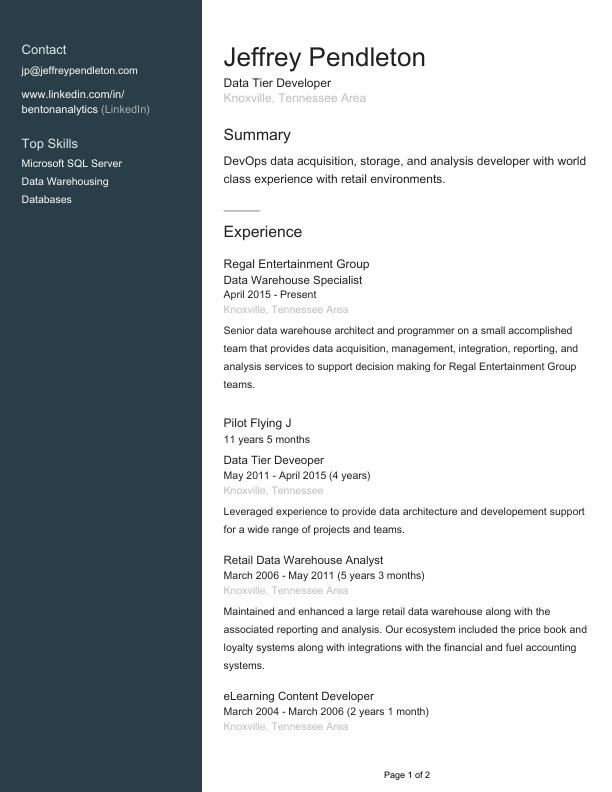 Contact
jp@jeffreypendleton.com
www.linkedin.com/in/
bentonanalytics (LinkedIn)
Top Skills
Microsoft SQL Server
Data Warehousing
Databases
Jeffrey Pendleton
Data Tier Developer
Knoxville, Tennessee Area
Summary
DevOps data acquisition, storage, and analysis developer with world
class experience with retail environments.
Experience
Regal Entertainment Group
Data Warehouse Specialist
April 2015 - Present
Knoxville, Tennessee Area
Senior data warehouse architect and programmer on a small accomplished
team that provides data acquisition, management, integration, reporting, and
analysis services to support decision making for Regal Entertainment Group
teams.
Pilot Flying J
11 years 5 months
Data Tier Deveoper
May 2011 - April 2015 (4 years)
Knoxville, Tennessee
Leveraged experience to provide data architecture and developement support
for a wide range of projects and teams.
Retail Data Warehouse Analyst
March 2006 - May 2011 (5 years 3 months)
Knoxville, Tennessee Area
Maintained and enhanced a large retail data warehouse along with the
associated reporting and analysis. Our ecosystem included the price book and
loyalty systems along with integrations with the financial and fuel accounting
systems.
eLearning Content Developer
March 2004 - March 2006 (2 years 1 month)
Knoxville, Tennessee Area
Page 1 of 2